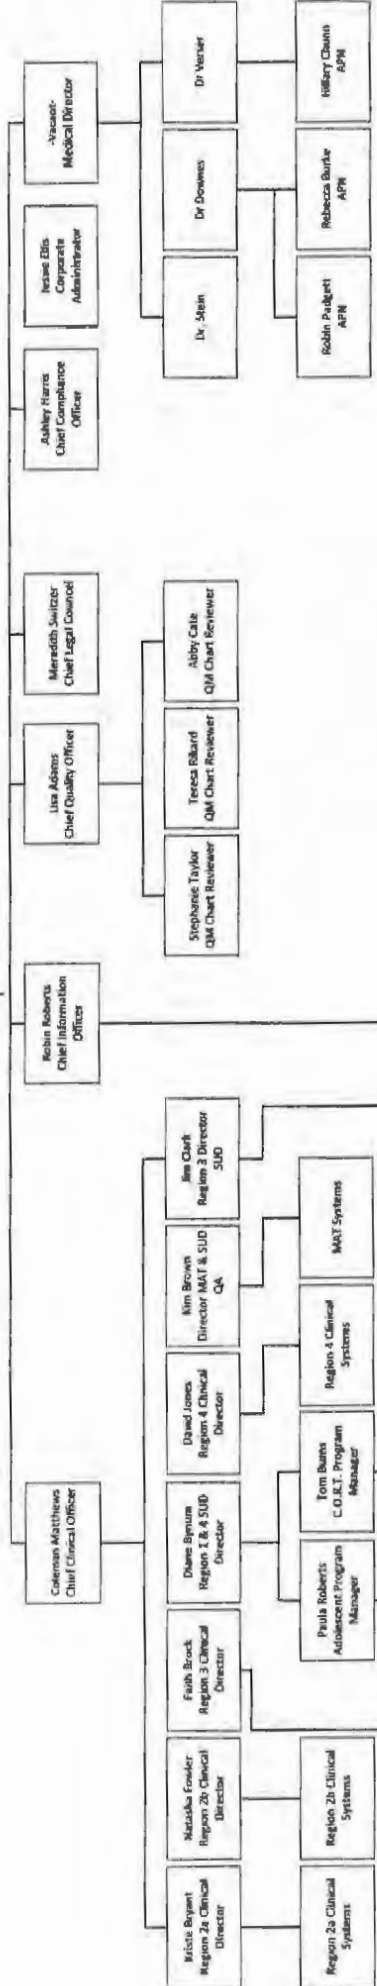 Coleman Matthews
Chief Clinical Officer
Robin Roberts
Chief Information
Officer
Lisa Adams
Chief Quality Officer
Meredith Switzer
Chief Legal Councel
Ashley Harris
Chief Compliance
Officer
Jessie Ellis
Corporate
Administrator
-Vacant-
Medical Director
Kriste Bryant
Region 2a Clinical
Director
Natasha Fowler
Region 2b Clinical
Director
Faith Brock
Region 3 Clinical
Director
Diane Bynum
Region 1 & 4 SUD
Director
David Jones
Region 4 Clinical
Director
Kim Brown
Director MAT & SUD
QA
Jim Clark
Region 3 Director
SUD
Stephanie Taylor
QM Chart Reviewer
Teresa Rikard
QM Chart Reviewer
Abby Cate
QM Chart Reviewer
Dr. Stein
Dr Downes
Dr Verser
Region 2a Clinical
Systems
Region 2b Clinical
Systems
Paula Roberts
Adolescent Program
Manager
Tom Burns
C.O.R.T. Program
Manager
Region 4 Clinical
Systems
MAT Systems
Robin Padgett
APN
Rebecca Burke
APN
Hillary Chunn
APN